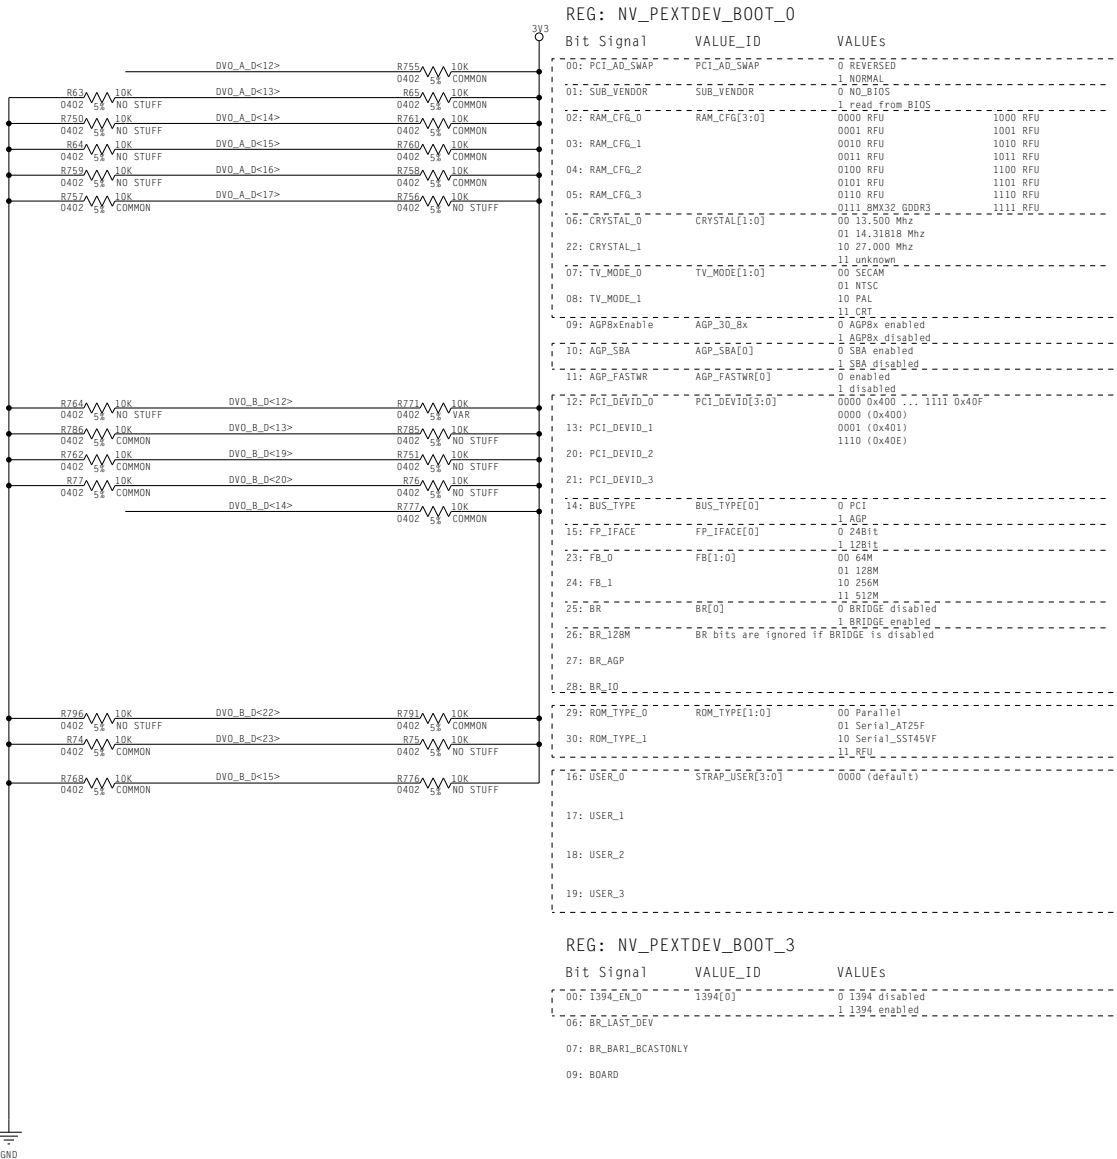 REG: NV_PEXTDEV_BOOT_0
3V3
Bit Signal VALUE_ID VALUEs
DVO_A_D<12> R755 10K 00: PCI_AD_SWAP PCI_AD_SWAP 0 REVERSED
0402 5% COMMON 1 NORMAL
R63 10K DVO_A_D<13> R65 10K 01: SUB_VENDOR SUB_VENDOR 0 NO_BIOS
0402 5% NO STUFF 0402 5% COMMON 1 read from BIOS
R750 10K DVO_A_D<14> R761 10K 02: RAM_CFG_0 RAM_CFG[3:0] 0000 RFU 1000 RFU
0402 5% NO STUFF 0402 5% COMMON 0001 RFU 1001 RFU
R64 10K DVO_A_D<15> R760 10K 03: RAM_CFG_1 0010 RFU 1010 RFU
0402 5% NO STUFF 0402 5% COMMON 0011 RFU 1011 RFU
R759 10K DVO_A_D<16> R758 10K 04: RAM_CFG_2 0100 RFU 1100 RFU
0402 5% NO STUFF 0402 5% COMMON 0101 RFU 1101 RFU
R757 10K DVO_A_D<17> R756 10K 05: RAM_CFG_3 0110 RFU 1110 RFU
0402 5% COMMON 0402 5% NO STUFF 0111 8MX32 GDDR3 1111 RFU
06: CRYSTAL_0 CRYSTAL[1:0] 00 13.500 Mhz
01 14.31818 Mhz
22: CRYSTAL_1 10 27.000 Mhz
11 unknown
07: TV_MODE_0 TV_MODE[1:0] 00 SECAM
01 NTSC
08: TV_MODE_1 10 PAL
11 CRT
09: AGP8xEnable AGP_30_8x 0 AGP8x enabled
1 AGP8x disabled
10: AGP_SBA AGP_SBA[0] 0 SBA enabled
1 SBA disabled
11: AGP_FASTWR AGP_FASTWR[0] 0 enabled
1 disabled
R764 10K DVO_B_D<12> R771 10K 12: PCI_DEVID_0 PCI_DEVID[3:0] 0000 0x400 ... 1111 0x40F
0402 5% NO STUFF 0402 5% VAR 0000 (0x400)
R786 10K DVO_B_D<13> R785 10K 13: PCI_DEVID_1 0001 (0x401)
0402 5% COMMON 0402 5% NO STUFF 1110 (0x40E)
R762 10K DVO_B_D<19> R751 10K 20: PCI_DEVID_2
0402 5% COMMON 0402 5% NO STUFF
R77 10K DVO_B_D<20> R76 10K 21: PCI_DEVID_3
0402 5% COMMON 0402 5% NO STUFF
DVO_B_D<14> R777 10K 14: BUS_TYPE BUS_TYPE[0] 0 PCI
0402 5% COMMON 1 AGP
15: FP_IFACE FP_IFACE[0] 0 24Bit
1 12Bit
23: FB_0 FB[1:0] 00 64M
01 128M
24: FB_1 10 256M
11 512M
25: BR BR[0] 0 BRIDGE disabled
1 BRIDGE enabled
26: BR_128M BR bits are ignored if BRIDGE is disabled
27: BR_AGP
28: BR_IO
R796 10K DVO_B_D<22> R791 10K 29: ROM_TYPE_0 ROM_TYPE[1:0] 00 Parallel
0402 5% NO STUFF 0402 5% COMMON 01 Serial_AT25F
R74 10K DVO_B_D<23> R75 10K 30: ROM_TYPE_1 10 Serial_SST45VF
0402 5% COMMON 0402 5% NO STUFF 11 RFU
R768 10K DVO_B_D<15> R776 10K 16: USER_0 STRAP_USER[3:0] 0000 (default)
0402 5% COMMON 0402 5% NO STUFF
17: USER_1
18: USER_2
19: USER_3
REG: NV_PEXTDEV_BOOT_3
Bit Signal VALUE_ID VALUEs
00: 1394_EN_0 1394[0] 0 1394 disabled
1 1394 enabled
06: BR_LAST_DEV
07: BR_BAR1_BCASTONLY
09: BOARD
GND